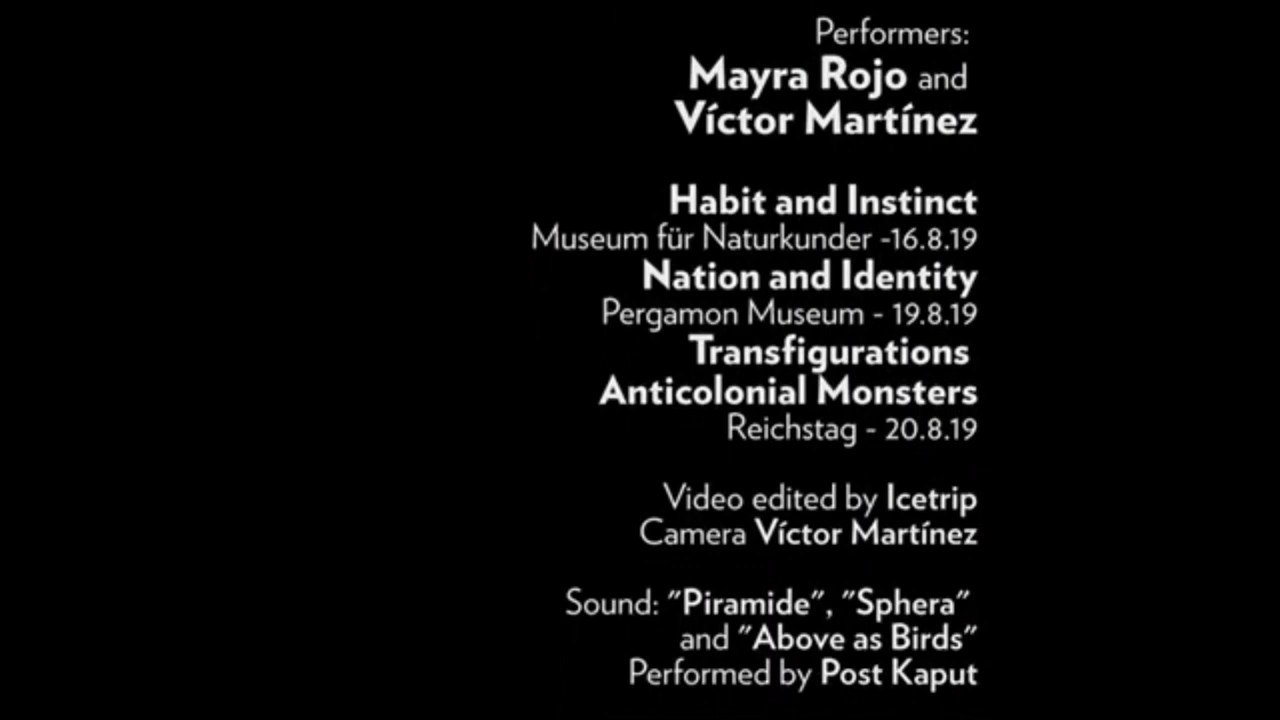 Performers:
Mayra Rojo and
Víctor Martínez
Habit and Instinct
Museum für Naturkunder -16.8.19
Nation and Identity
Pergamon Museum - 19.8.19
Transfigurations
Anticolonial Monsters
Reichstag - 20.8.19
Video edited by Icetrip
Camera Víctor Martínez
Sound: "Piramide", "Sphera"
and "Above as Birds"
Performed by Post Kaput